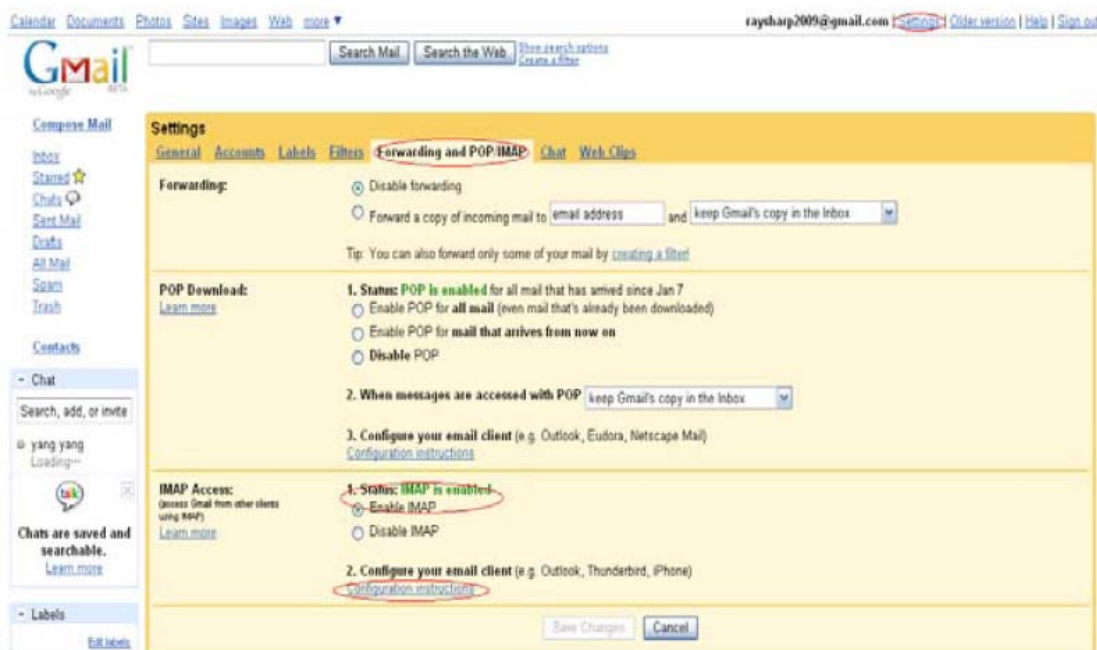 Calendar Documents Photos Sites Images Web more ▼
raysharp2009@gmail.com | Settings | Older version | Help | Sign out
Gmail
by Google BETA
Search Mail
Search the Web
Show search options
Create a filter
Compose Mail
Inbox
Starred
Chats
Sent Mail
Drafts
All Mail
Spam
Trash
Contacts
- Chat
Search, add, or invite
yang yang
Loading...
talk
Chats are saved and
searchable.
Learn more
- Labels
Edit labels
Settings
General Accounts Labels Filters Forwarding and POP/IMAP Chat Web Clips
Forwarding:
Disable forwarding
Forward a copy of incoming mail to email address and keep Gmail's copy in the Inbox
Tip: You can also forward only some of your mail by creating a filter!
POP Download:
Learn more
1. Status: POP is enabled for all mail that has arrived since Jan 7
Enable POP for all mail (even mail that's already been downloaded)
Enable POP for mail that arrives from now on
Disable POP
2. When messages are accessed with POP keep Gmail's copy in the Inbox
3. Configure your email client (e.g. Outlook, Eudora, Netscape Mail)
Configuration instructions
IMAP Access:
(access Gmail from other clients
using IMAP)
Learn more
1. Status: IMAP is enabled
Enable IMAP
Disable IMAP
2. Configure your email client (e.g. Outlook, Thunderbird, iPhone)
Configuration instructions
Save Changes
Cancel